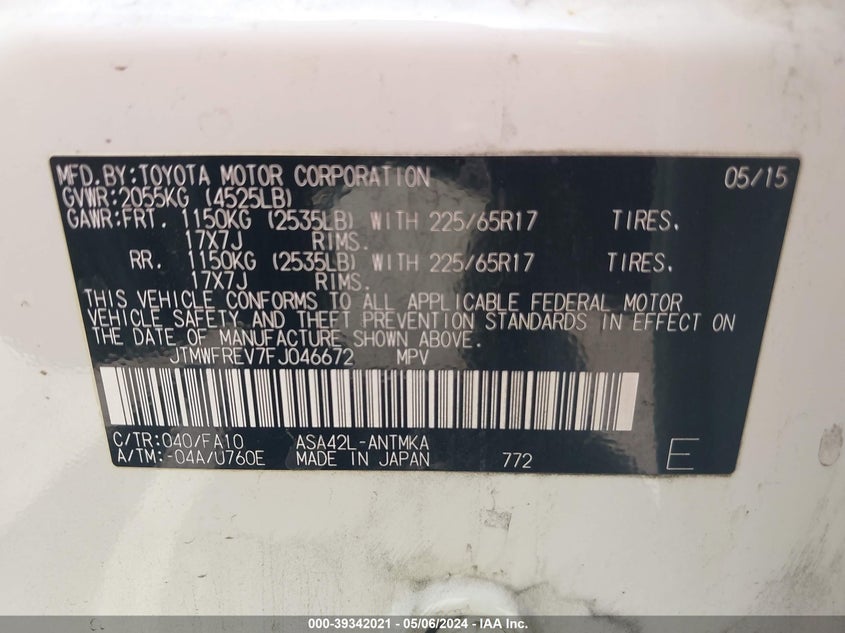 MFD.BY:TOYOTA MOTOR CORPORATION 05/15
GVWR:2055KG (4525LB)
GAWR:FRT. 1150KG (2535LB) WITH 225/65R17 TIRES.
17X7J RIMS.
RR. 1150KG (2535LB) WITH 225/65R17 TIRES.
17X7J RIMS.
THIS VEHICLE CONFORMS TO ALL APPLICABLE FEDERAL MOTOR
VEHICLE SAFETY AND THEFT PREVENTION STANDARDS IN EFFECT ON
THE DATE OF MANUFACTURE SHOWN ABOVE.
JTMWFREV7FJ046672 MPV
C/TR:040/FA10 ASA42L-ANTMKA
A/TM:-04A/U760E MADE IN JAPAN 772 E
000-39342021 - 05/06/2024 - IAA Inc.